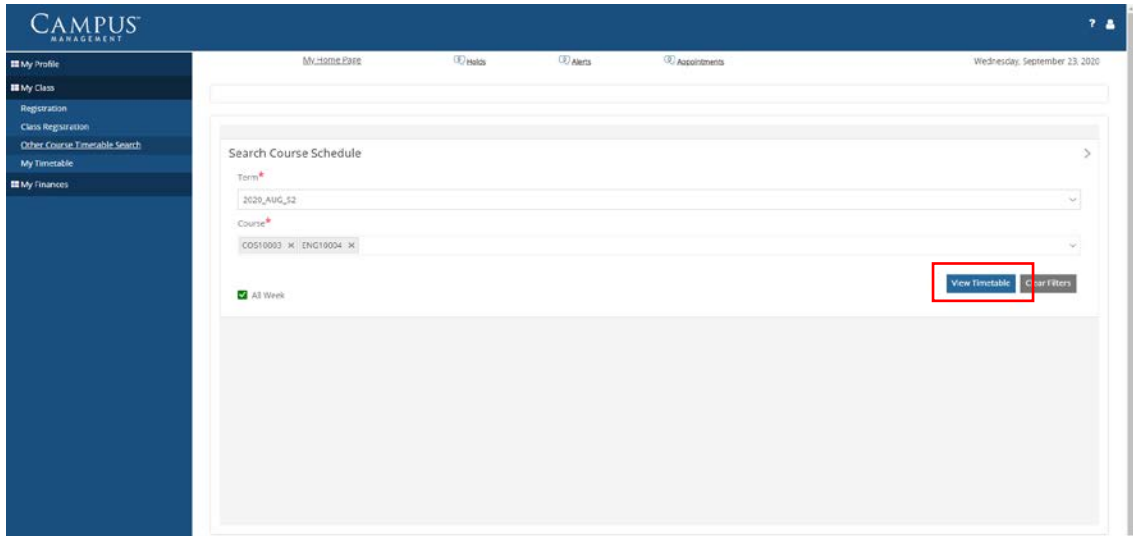 CAMPUS
MANAGEMENT
?
My Profile
My Class
Registration
Class Registration
Other Course Timetable Search
My Timetable
My Finances
My Home Page
Holds
Alerts
Appointments
Wednesday, September 23, 2020
Search Course Schedule
Term*
2020_AUG_S2
Course*
COS10003 × ENG10004 ×
All Week
View Timetable
Clear Filters